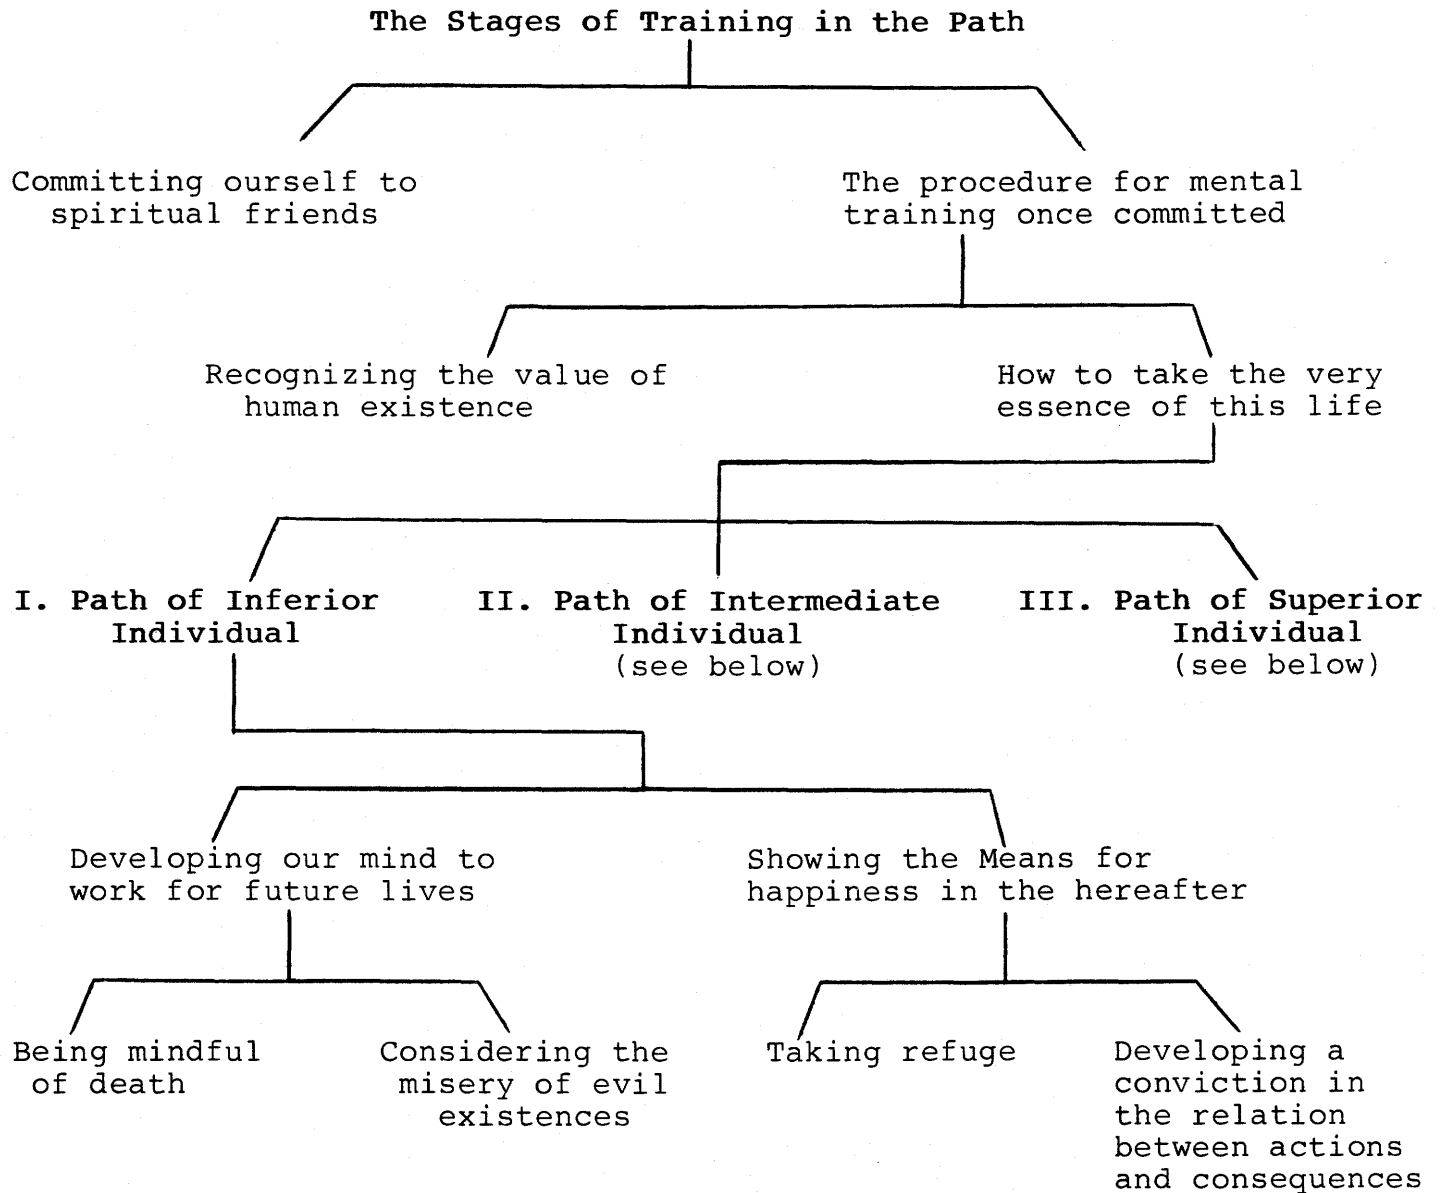 The Stages of Training in the Path
Committing ourself to
spiritual friends
The procedure for mental
training once committed
Recognizing the value of
human existence
How to take the very
essence of this life
I. Path of Inferior
Individual
II. Path of Intermediate
Individual
(see below)
III. Path of Superior
Individual
(see below)
Developing our mind to
work for future lives
Showing the Means for
happiness in the hereafter
Being mindful
of death
Considering the
misery of evil
existences
Taking refuge
Developing a
conviction in
the relation
between actions
and consequences